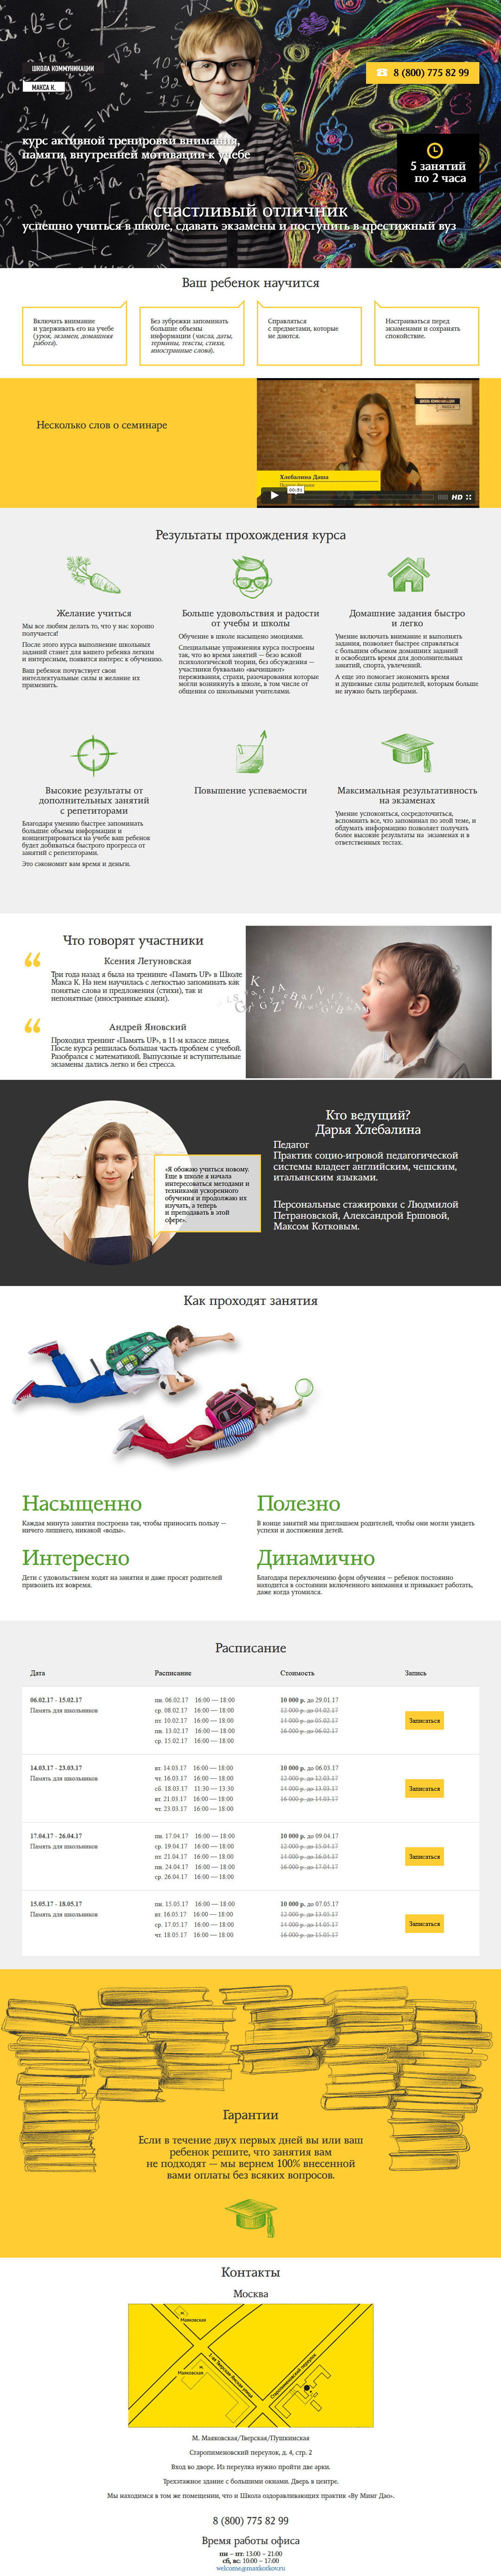 ШКОЛА КОММУНИКАЦИИ
МАКСА К.
8 (800) 775 82 99
курс активной тренировки внимания,
памяти, внутренней мотивации к учебе
5 занятий
по 2 часа
счастливый отличник
успешно учиться в школе, сдавать экзамены и поступить в престижный вуз
Ваш ребенок научится
Включать внимание
и удерживать его на учебе
(урок, экзамен, домашняя
работа).
Без зубрежки запоминать
большие объемы
информации (числа, даты,
термины, тексты, стихи,
иностранные слова).
Справляться
с предметами, которые
не даются.
Настраиваться перед
экзаменами и сохранять
спокойствие.
Несколько слов о семинаре
ШКОЛА КОММУНИКАЦИИ
МАКСА К.
Хлебалина Даша
00:51
HD
Результаты прохождения курса
Желание учиться
Мы все любим делать то, что у нас хорошо
получается!
После этого курса выполнение школьных
заданий станет для вашего ребенка легким
и интересным, появится интерес к обучению.
Ваш ребенок почувствует свои
интеллектуальные силы и желание их
применить.
Больше удовольствия и радости
от учебы и школы
Обучение в школе насыщено эмоциями.
Специальные упражнения курса построены
так, что во время занятий — безо всякой
психологической теории, без обсуждения —
участники буквально «вычищают»
переживания, страхи, разочарования которые
могли возникнуть в школе, в том числе от
общения со школьными учителями.
Домашние задания быстро
и легко
Умение включать внимание и выполнять
задания, позволяет быстрее справляться
с большим объемом домашних заданий
и освободить время для дополнительных
занятий, спорта, увлечений.
А еще это помогает экономить время
и душевные силы родителей, которым больше
не нужно быть церберами.
Высокие результаты от
дополнительных занятий
с репетиторами
Благодаря умению быстрее запоминать
большие объемы информации и
концентрироваться на учебе ваш ребенок
будет добиваться быстрого прогресса от
занятий с репетиторами.
Это сэкономит вам время и деньги.
Повышение успеваемости
Максимальная результативность
на экзаменах
Умение успокоиться, сосредоточиться,
вспомнить все, что запоминал по этой теме, и
обдумать информацию позволяет получать
более высокие результаты на экзаменах и в
ответственных тестах.
Что говорят участники
Ксения Легуновская
Три года назад я была на тренинге «Память UP» в Школе
Макса К. На нем научилась с легкостью запоминать как
понятые слова и предложения (стихи), так и
непонятные (иностранные языки).
Андрей Яновский
Проходил тренинг «Память UP», в 11-м классе лицея.
После курса решилась большая часть проблем с учебой.
Разобрался с математикой. Выпускные и вступительные
экзамены дались легко и без стресса.
«Я обожаю учиться новому.
Еще в школе я начала
интересоваться методами и
техниками ускоренного
обучения и продолжаю их
изучать, а теперь
и преподавать в этой
сфере».
Кто ведущий?
Дарья Хлебалина
Педагог
Практик социо-игровой педагогической
системы владеет английским, чешским,
итальянским языками.
Персональные стажировки с Людмилой
Петрановской, Александрой Ершовой,
Максом Котковым.
Как проходят занятия
Насыщенно
Каждая минута занятия построена так, чтобы приносить пользу —
ничего лишнего, никакой «воды».
Полезно
В конце занятий мы приглашаем родителей, чтобы они могли увидеть
успехи и достижения детей.
Интересно
Дети с удовольствием ходят на занятия и даже просят родителей
привозить их вовремя.
Динамично
Благодаря переключению форм обучения — ребенок постоянно
находится в состоянии включенного внимания и привыкает работать,
даже когда утомился.
Расписание
Дата Расписание Стоимость Запись
06.02.17 - 15.02.17
Память для школьников
пн. 06.02.17 16:00 — 18:00
ср. 08.02.17 16:00 — 18:00
пт. 10.02.17 16:00 — 18:00
пн. 13.02.17 16:00 — 18:00
ср. 15.02.17 16:00 — 18:00
10 000 р. до 29.01.17
12 000 р. до 04.02.17
14 000 р. до 05.02.17
16 000 р. до 06.02.17
Записаться
14.03.17 - 23.03.17
Память для школьников
вт. 14.03.17 16:00 — 18:00
чт. 16.03.17 16:00 — 18:00
сб. 18.03.17 11:30 — 13:30
вт. 21.03.17 16:00 — 18:00
чт. 23.03.17 16:00 — 18:00
10 000 р. до 06.03.17
12 000 р. до 12.03.17
14 000 р. до 13.03.17
16 000 р. до 14.03.17
Записаться
17.04.17 - 26.04.17
Память для школьников
пн. 17.04.17 16:00 — 18:00
ср. 19.04.17 16:00 — 18:00
пт. 21.04.17 16:00 — 18:00
пн. 24.04.17 16:00 — 18:00
ср. 26.04.17 16:00 — 18:00
10 000 р. до 09.04.17
12 000 р. до 15.04.17
14 000 р. до 16.04.17
16 000 р. до 17.04.17
Записаться
15.05.17 - 18.05.17
Память для школьников
пн. 15.05.17 16:00 — 18:00
вт. 16.05.17 16:00 — 18:00
ср. 17.05.17 16:00 — 18:00
чт. 18.05.17 16:00 — 18:00
10 000 р. до 07.05.17
12 000 р. до 13.05.17
14 000 р. до 14.05.17
16 000 р. до 15.05.17
Записаться
Гарантии
Если в течение двух первых дней вы или ваш
ребенок решите, что занятия вам
не подходят — мы вернем 100% внесенной
вами оплаты без всяких вопросов.
Контакты
Москва
М.
Маяковская
М.
Маяковская
1-ая Тверская-Ямская улица
Старопименовский переулок
М. Маяковская/Тверская/Пушкинская
Старопименовский переулок, д. 4, стр. 2
Вход во дворе. Из переулка нужно пройти две арки.
Трехэтажное здание с большими окнами. Дверь в центре.
Мы находимся в том же помещении, что и Школа оздоравливающих практик «Ву Минг Дао».
8 (800) 775 82 99
Время работы офиса
пн – пт: 13:00 – 21:00
сб, вс: 10:00 – 17:00
welcome@maxkotkov.ru